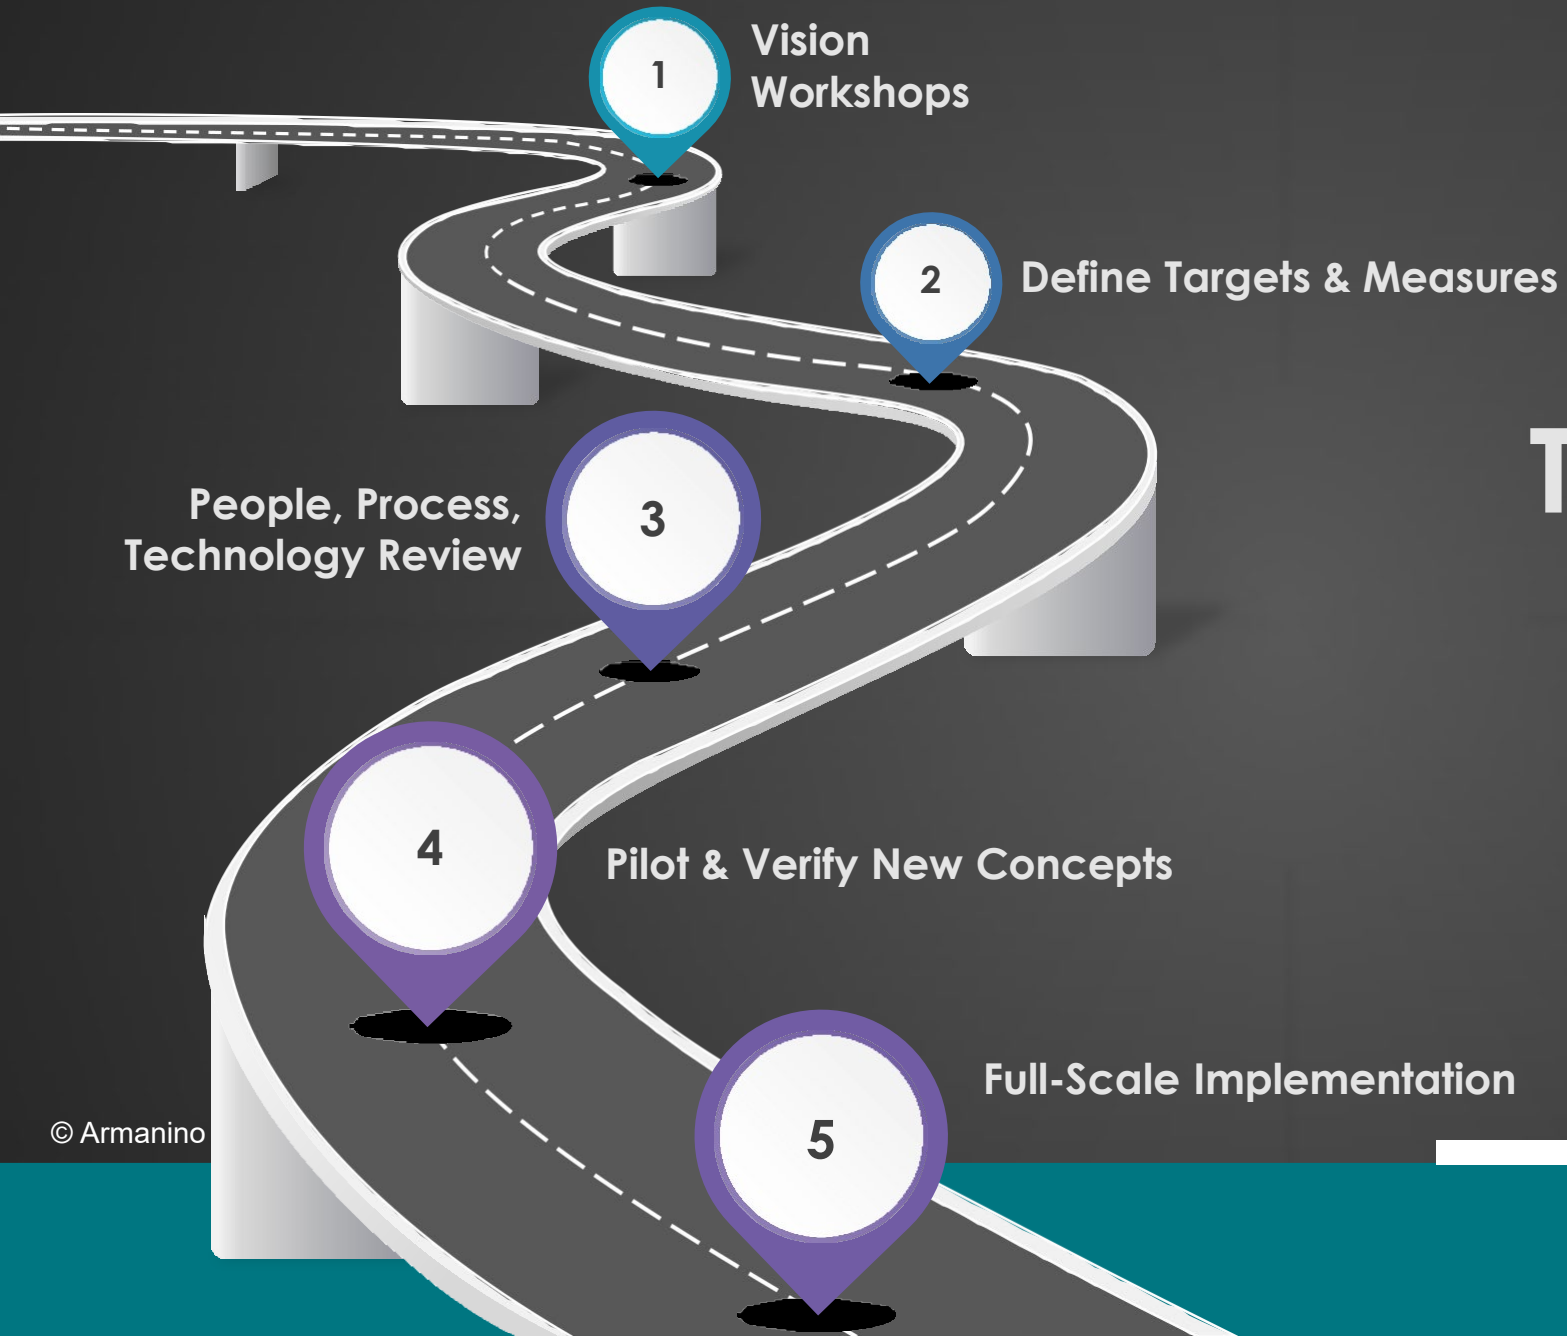 1
Vision
Workshops
2
Define Targets & Measures
T
3
People, Process,
Technology Review
4
Pilot & Verify New Concepts
5
Full-Scale Implementation
© Armanino